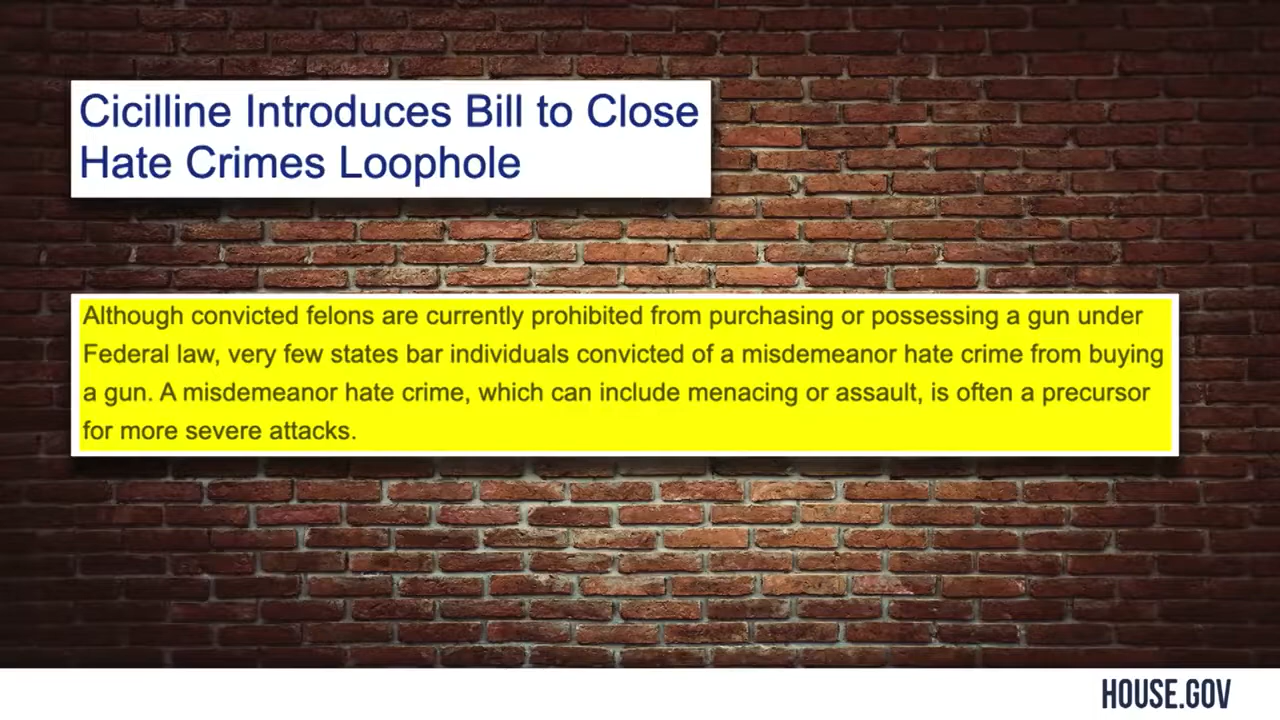 Cicilline Introduces Bill to Close
Hate Crimes Loophole
Although convicted felons are currently prohibited from purchasing or possessing a gun under
Federal law, very few states bar individuals convicted of a misdemeanor hate crime from buying
a gun. A misdemeanor hate crime, which can include menacing or assault, is often a precursor
for more severe attacks.
HOUSE.GOV